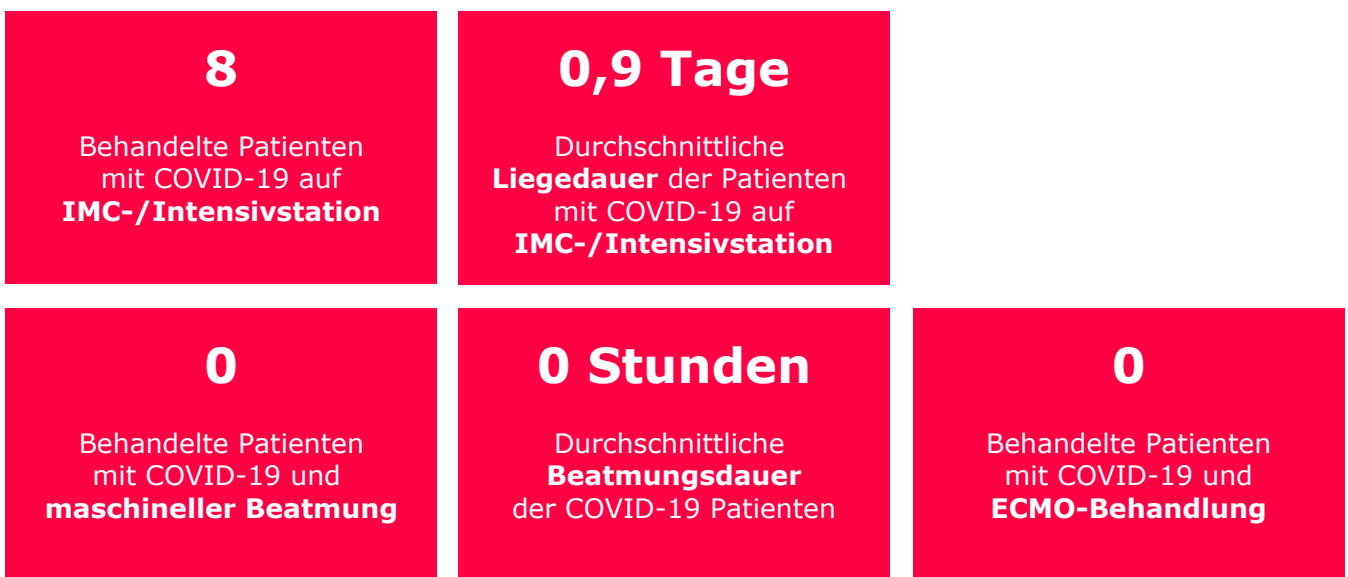 8
Behandelte Patienten
mit COVID-19 auf
IMC-/Intensivstation
0,9 Tage
Durchschnittliche
Liegedauer der Patienten
mit COVID-19 auf
IMC-/Intensivstation
0
Behandelte Patienten
mit COVID-19 und
maschineller Beatmung
0 Stunden
Durchschnittliche
Beatmungsdauer
der COVID-19 Patienten
0
Behandelte Patienten
mit COVID-19 und
ECMO-Behandlung